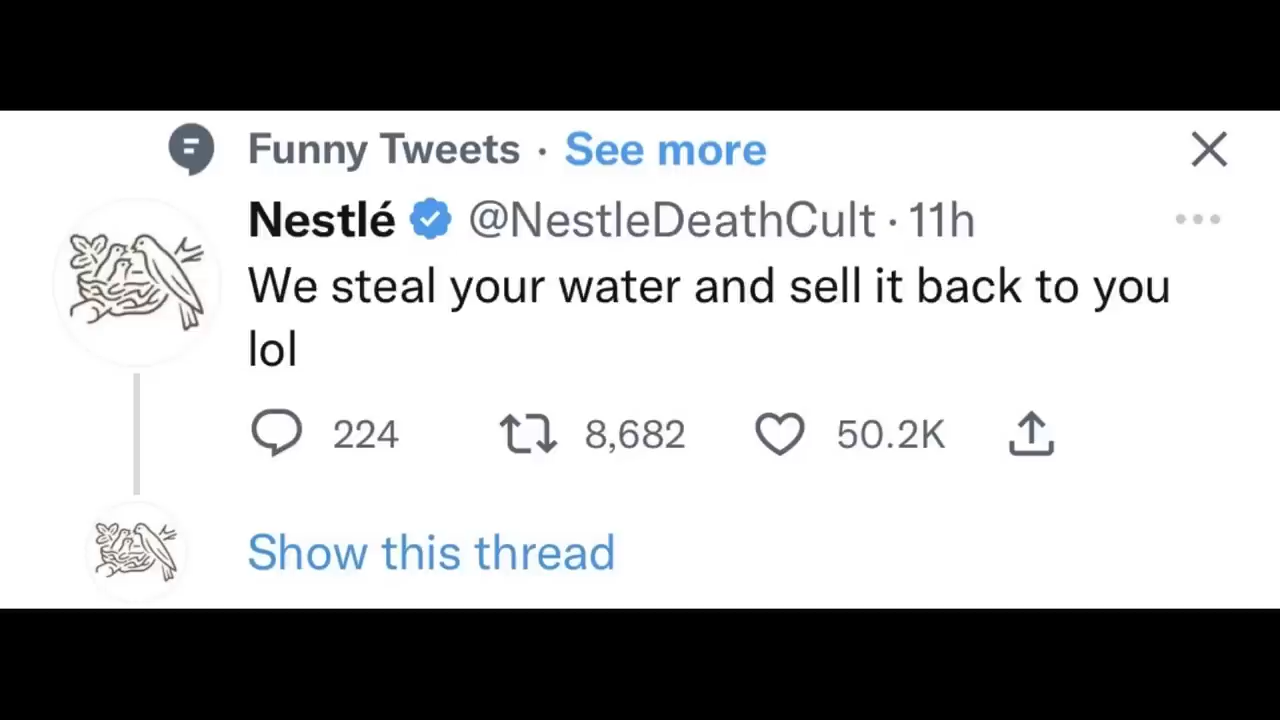 Funny Tweets · See more
Nestlé @NestleDeathCult · 11h
We steal your water and sell it back to you
lol
224 8,682 50.2K
Show this thread